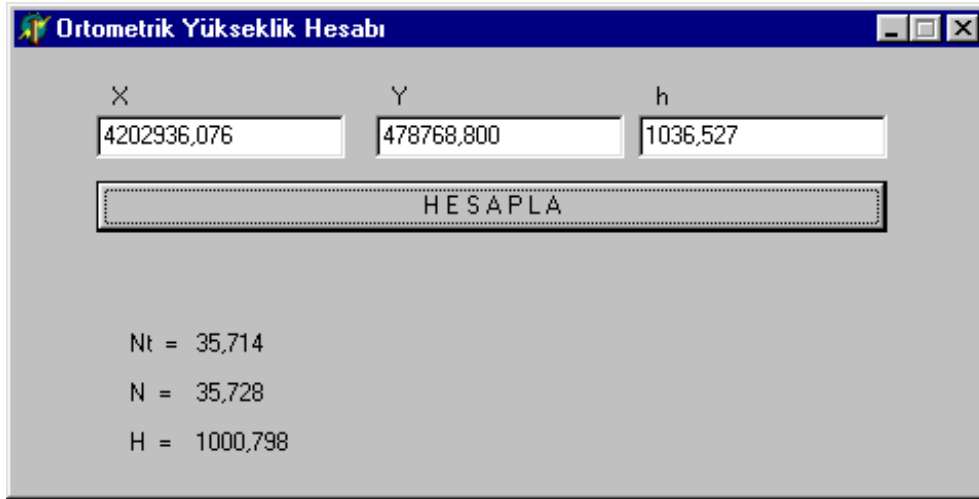 Ortometrik Yükseklik Hesabı
X Y h
4202936,076 478768,800 1036,527
HESAPLA
Nt = 35,714
N = 35,728
H = 1000,798